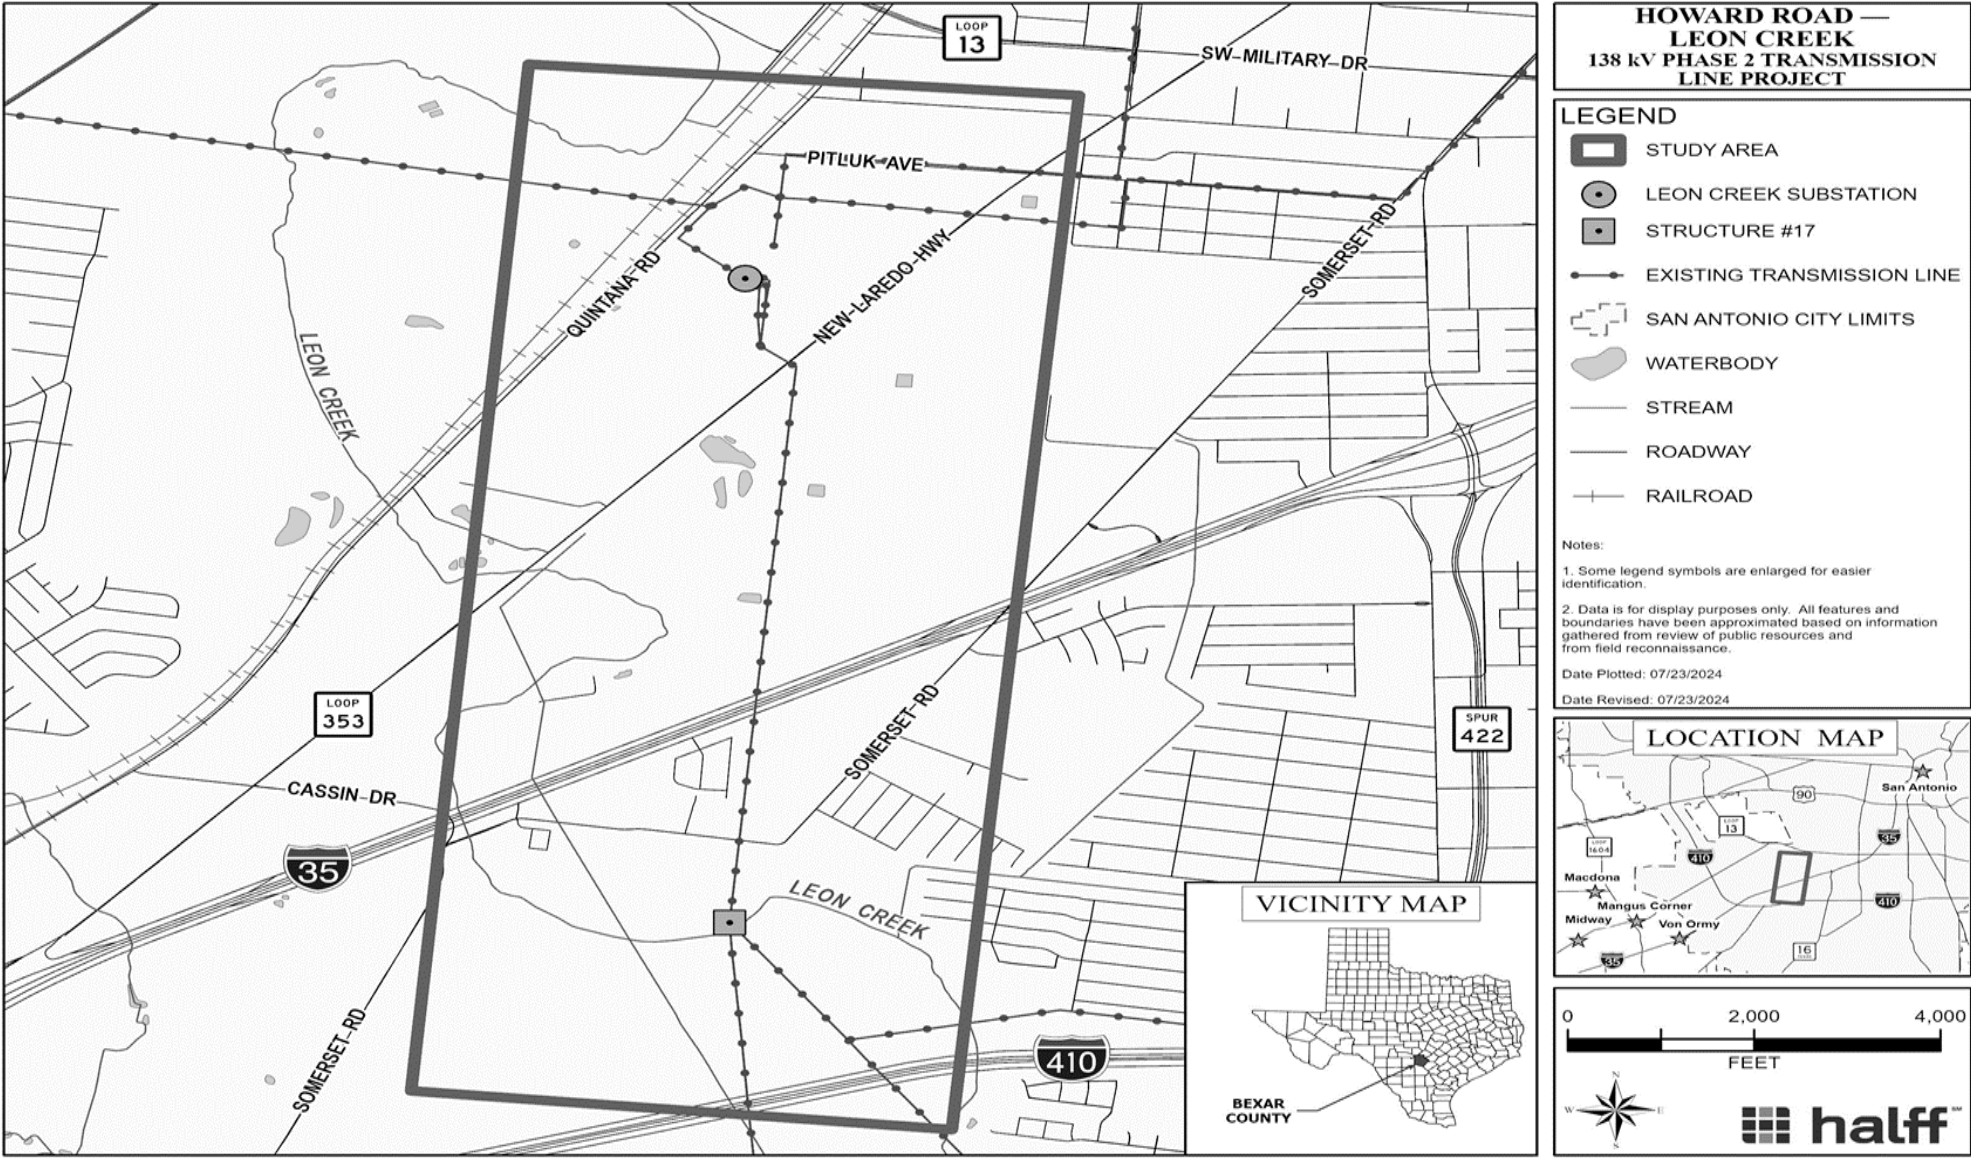 HOWARD ROAD —
LEON CREEK
138 kV PHASE 2 TRANSMISSION
LINE PROJECT
LEGEND
STUDY AREA
LEON CREEK SUBSTATION
STRUCTURE #17
EXISTING TRANSMISSION LINE
SAN ANTONIO CITY LIMITS
WATERBODY
STREAM
ROADWAY
RAILROAD
Notes:
1. Some legend symbols are enlarged for easier
identification.
2. Data is for display purposes only. All features and
boundaries have been approximated based on information
gathered from review of public resources and
from field reconnaissance.
Date Plotted: 07/23/2024
Date Revised: 07/23/2024
LOOP
13
SW MILITARY DR
PITLUK AVE
QUINTANA RD
NEW LAREDO HWY
SOMERSET RD
LEON CREEK
LOOP
353
SOMERSET RD
SPUR
422
CASSIN DR
35
LEON CREEK
SOMERSET RD
410
VICINITY MAP
BEXAR
COUNTY
LOCATION MAP
San Antonio
90
LOOP
13
35
LOOP
1604
410
Macdona
410
Mangus Corner
Midway
Von Ormy
16
35
0
2,000
4,000
FEET
N
W
E
S
halff